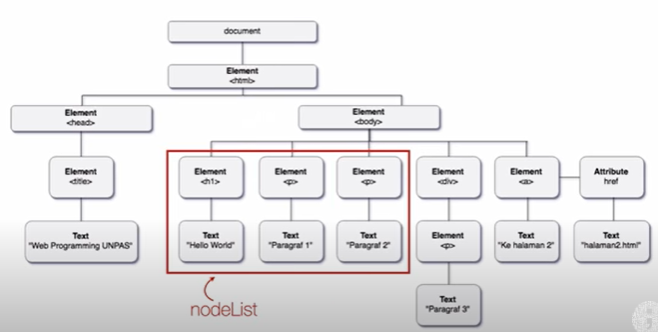 document
Element
<html>
Element
<head>
Element
<body>
Element
<title>
Element
<h1>
Element
<p>
Element
<p>
Element
<div>
Element
<a>
Attribute
href
Text
"Web Programming UNPAS"
Text
"Hello World"
Text
"Paragraf 1"
Text
"Paragraf 2"
Element
<p>
Text
"Ke halaman 2"
Text
"halaman2.html"
Text
"Paragraf 3"
nodeList